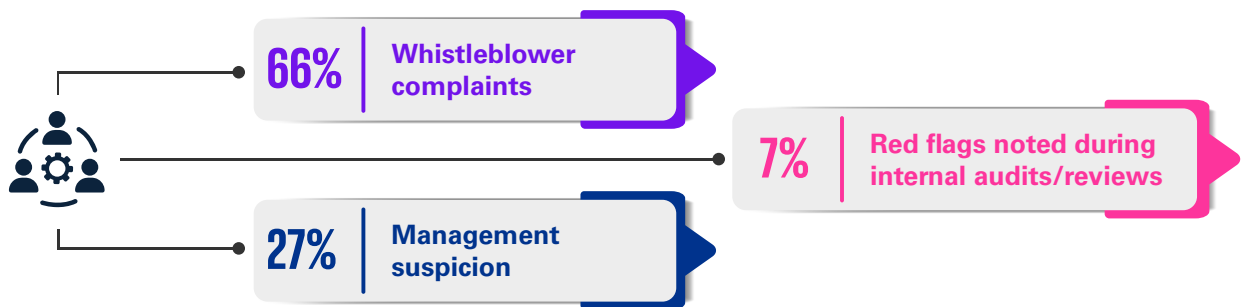 66%
Whistleblower
complaints
7%
Red flags noted during
internal audits/reviews
27%
Management
suspicion